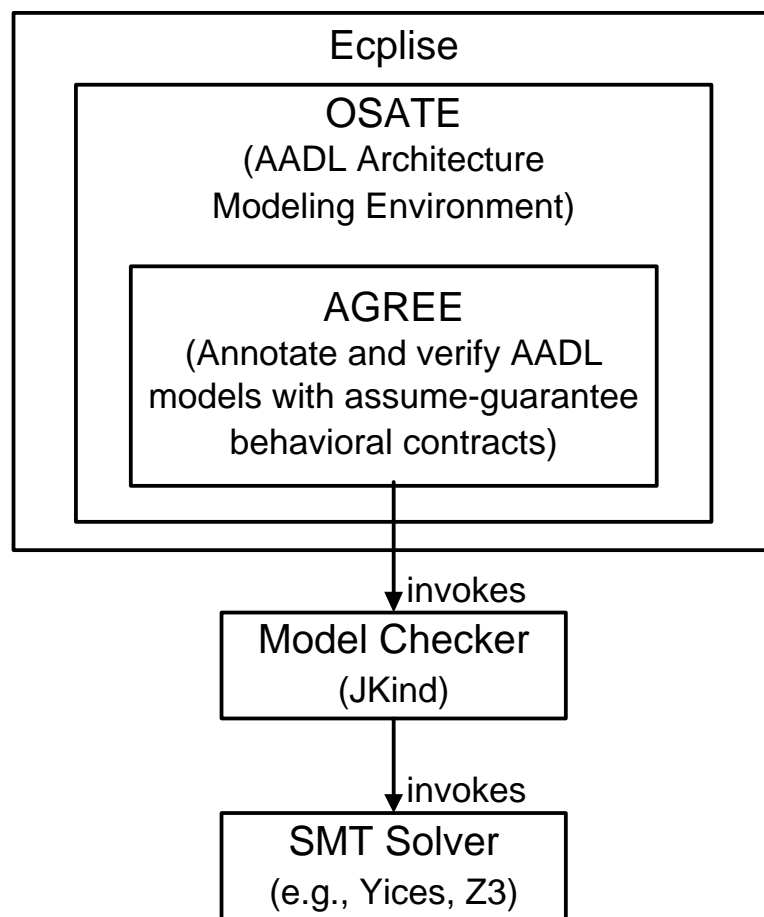 Ecplise
OSATE
(AADL Architecture
Modeling Environment)
AGREE
(Annotate and verify AADL
models with assume-guarantee
behavioral contracts)
invokes
Model Checker
(JKind)
invokes
SMT Solver
(e.g., Yices, Z3)